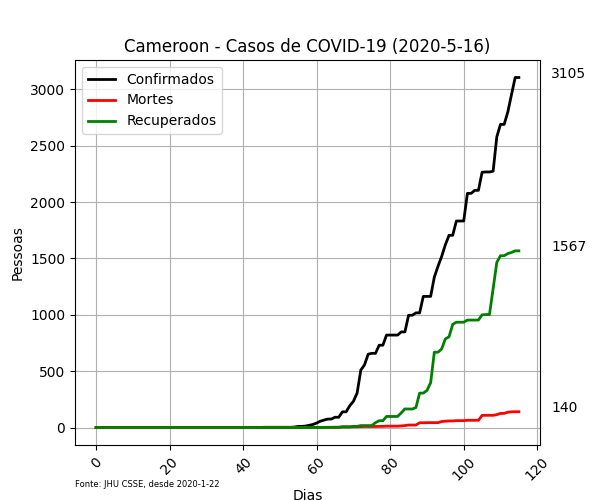 Cameroon - Casos de COVID-19 (2020-5-16)
Confirmados
Mortes
Recuperados
3105
1567
140
Pessoas
3000
2500
2000
1500
1000
500
0
0
20
40
60
80
100
120
Dias
Fonte: JHU CSSE, desde 2020-1-22